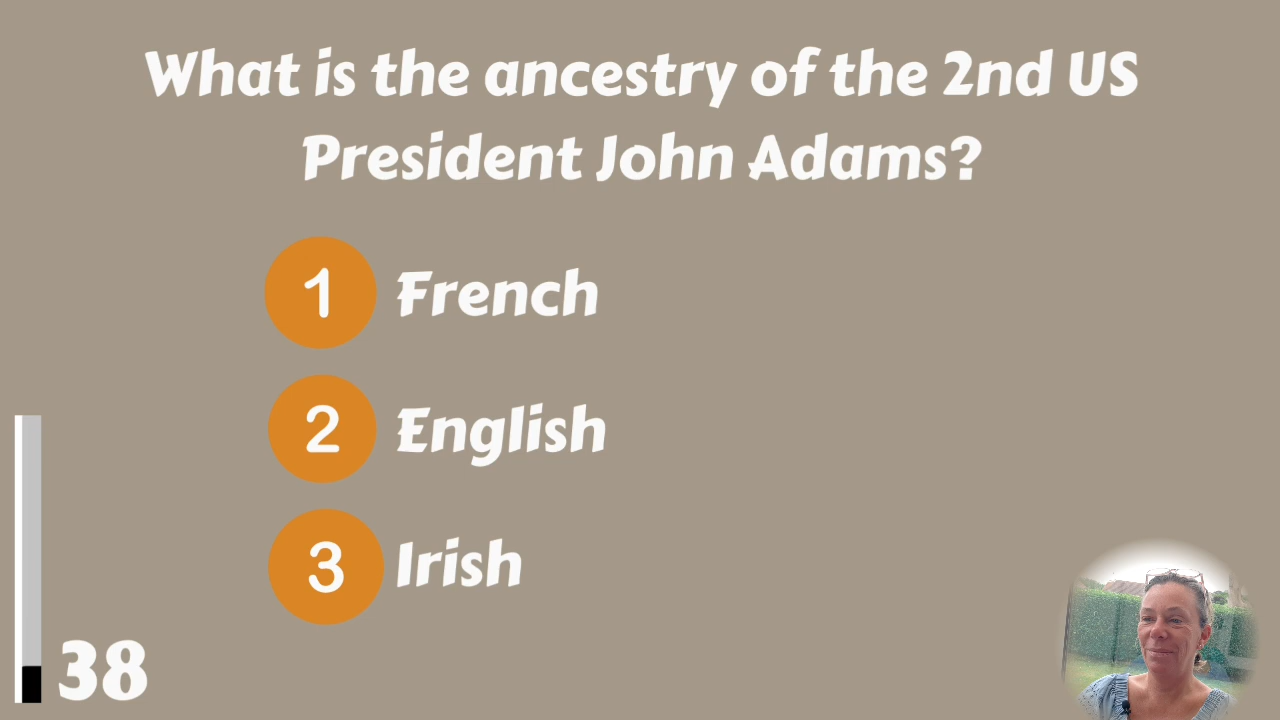 What is the ancestry of the 2nd US
President John Adams?
1 French
2 English
3 Irish
38